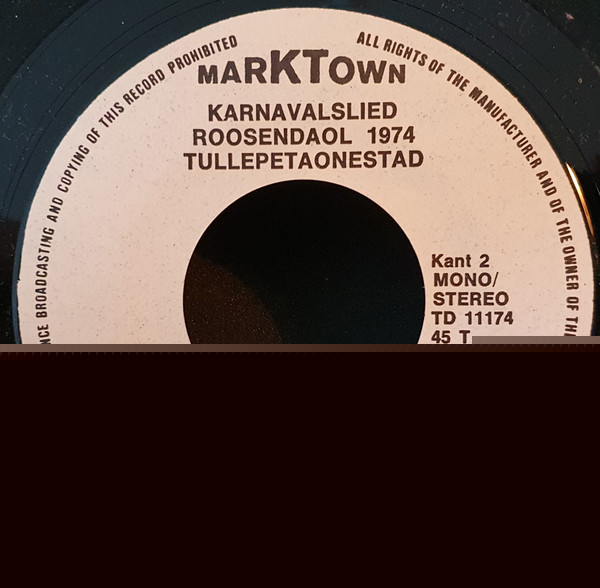 MARKTOWN
KARNAVALSLIED
ROOSENDAOL 1974
TULLEPETAONESTAD
Kant 2
MONO/
STEREO
TD 11174
45 T
BROADCASTING AND COPYING OF THIS RECORD PROHIBITED
ALL RIGHTS OF THE MANUFACTURER AND OF THE OWNER OF